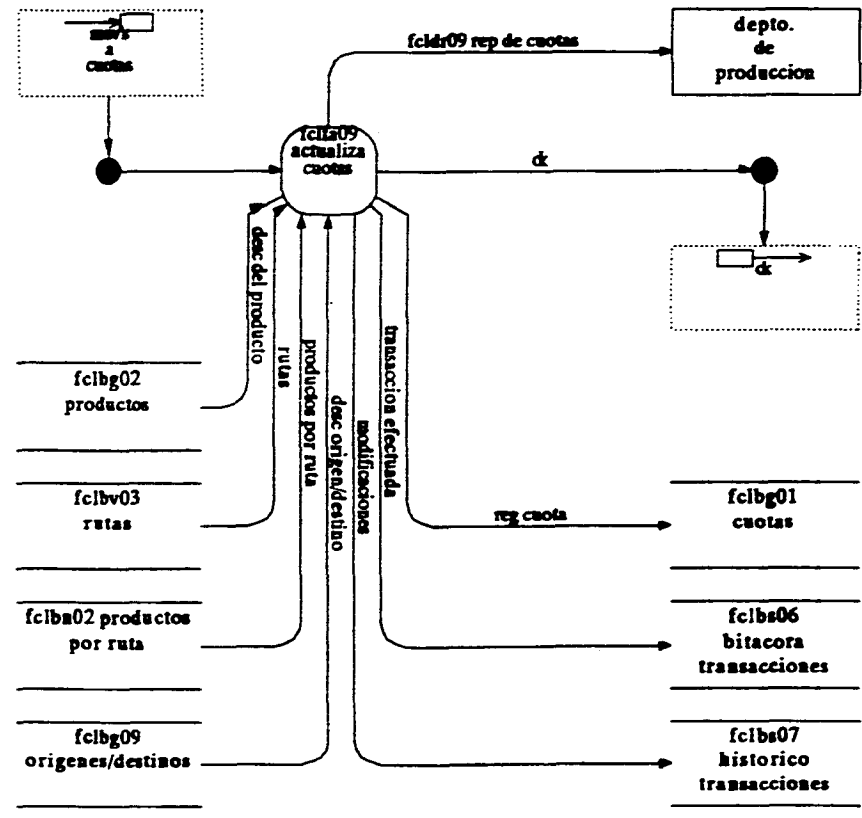 movs
a
cuotas
fcldr09 rep de cuotas
depto.
de
produccion
fclfa09
actualiza
cuotas
ok
ok
desc del producto
rutas
productos por ruta
desc origen/destino
modificaciones
transaccion efectuada
reg cuota
fclbg02
productos
fclbv03
rutas
fclbn02 productos
por ruta
fclbg09
origenes/destinos
fclbg01
cuotas
fclbs06
bitacora
transacciones
fclbs07
historico
transacciones